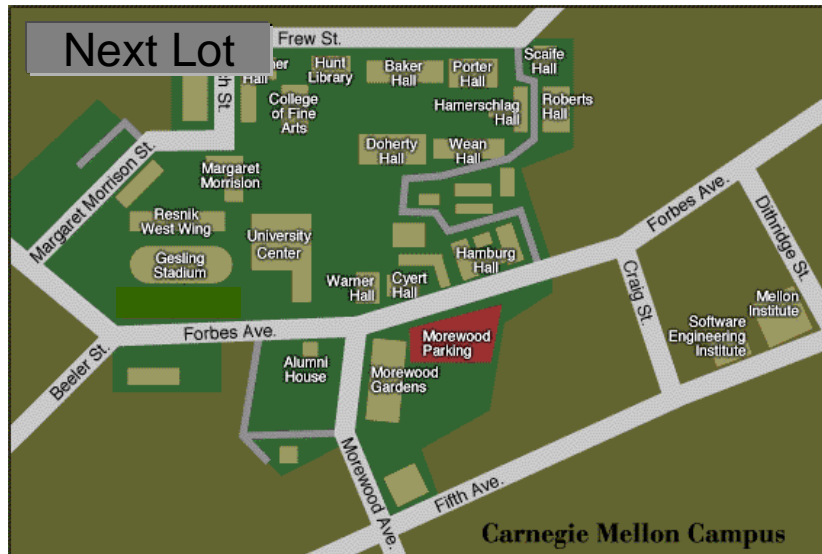 Next Lot
Frew St.
Hunt
Library
Baker
Hall
Porter
Hall
Scaife
Hall
Hall
College
of Fine
Arts
Hamerschlag
Hall
Roberts
Hall
Doherty
Hall
Wean
Hall
Margaret Morrison St.
Margaret
Morrision
Resnik
West Wing
University
Center
Gesling
Stadium
Warner
Hall
Cyert
Hall
Hamburg
Hall
Forbes Ave.
Dithridge St.
Craig St.
Mellon
Institute
Software
Engineering
Institute
Forbes Ave.
Morewood
Parking
Beeler St.
Alumni
House
Morewood
Gardens
Morewood Ave.
Fifth Ave.
Carnegie Mellon Campus